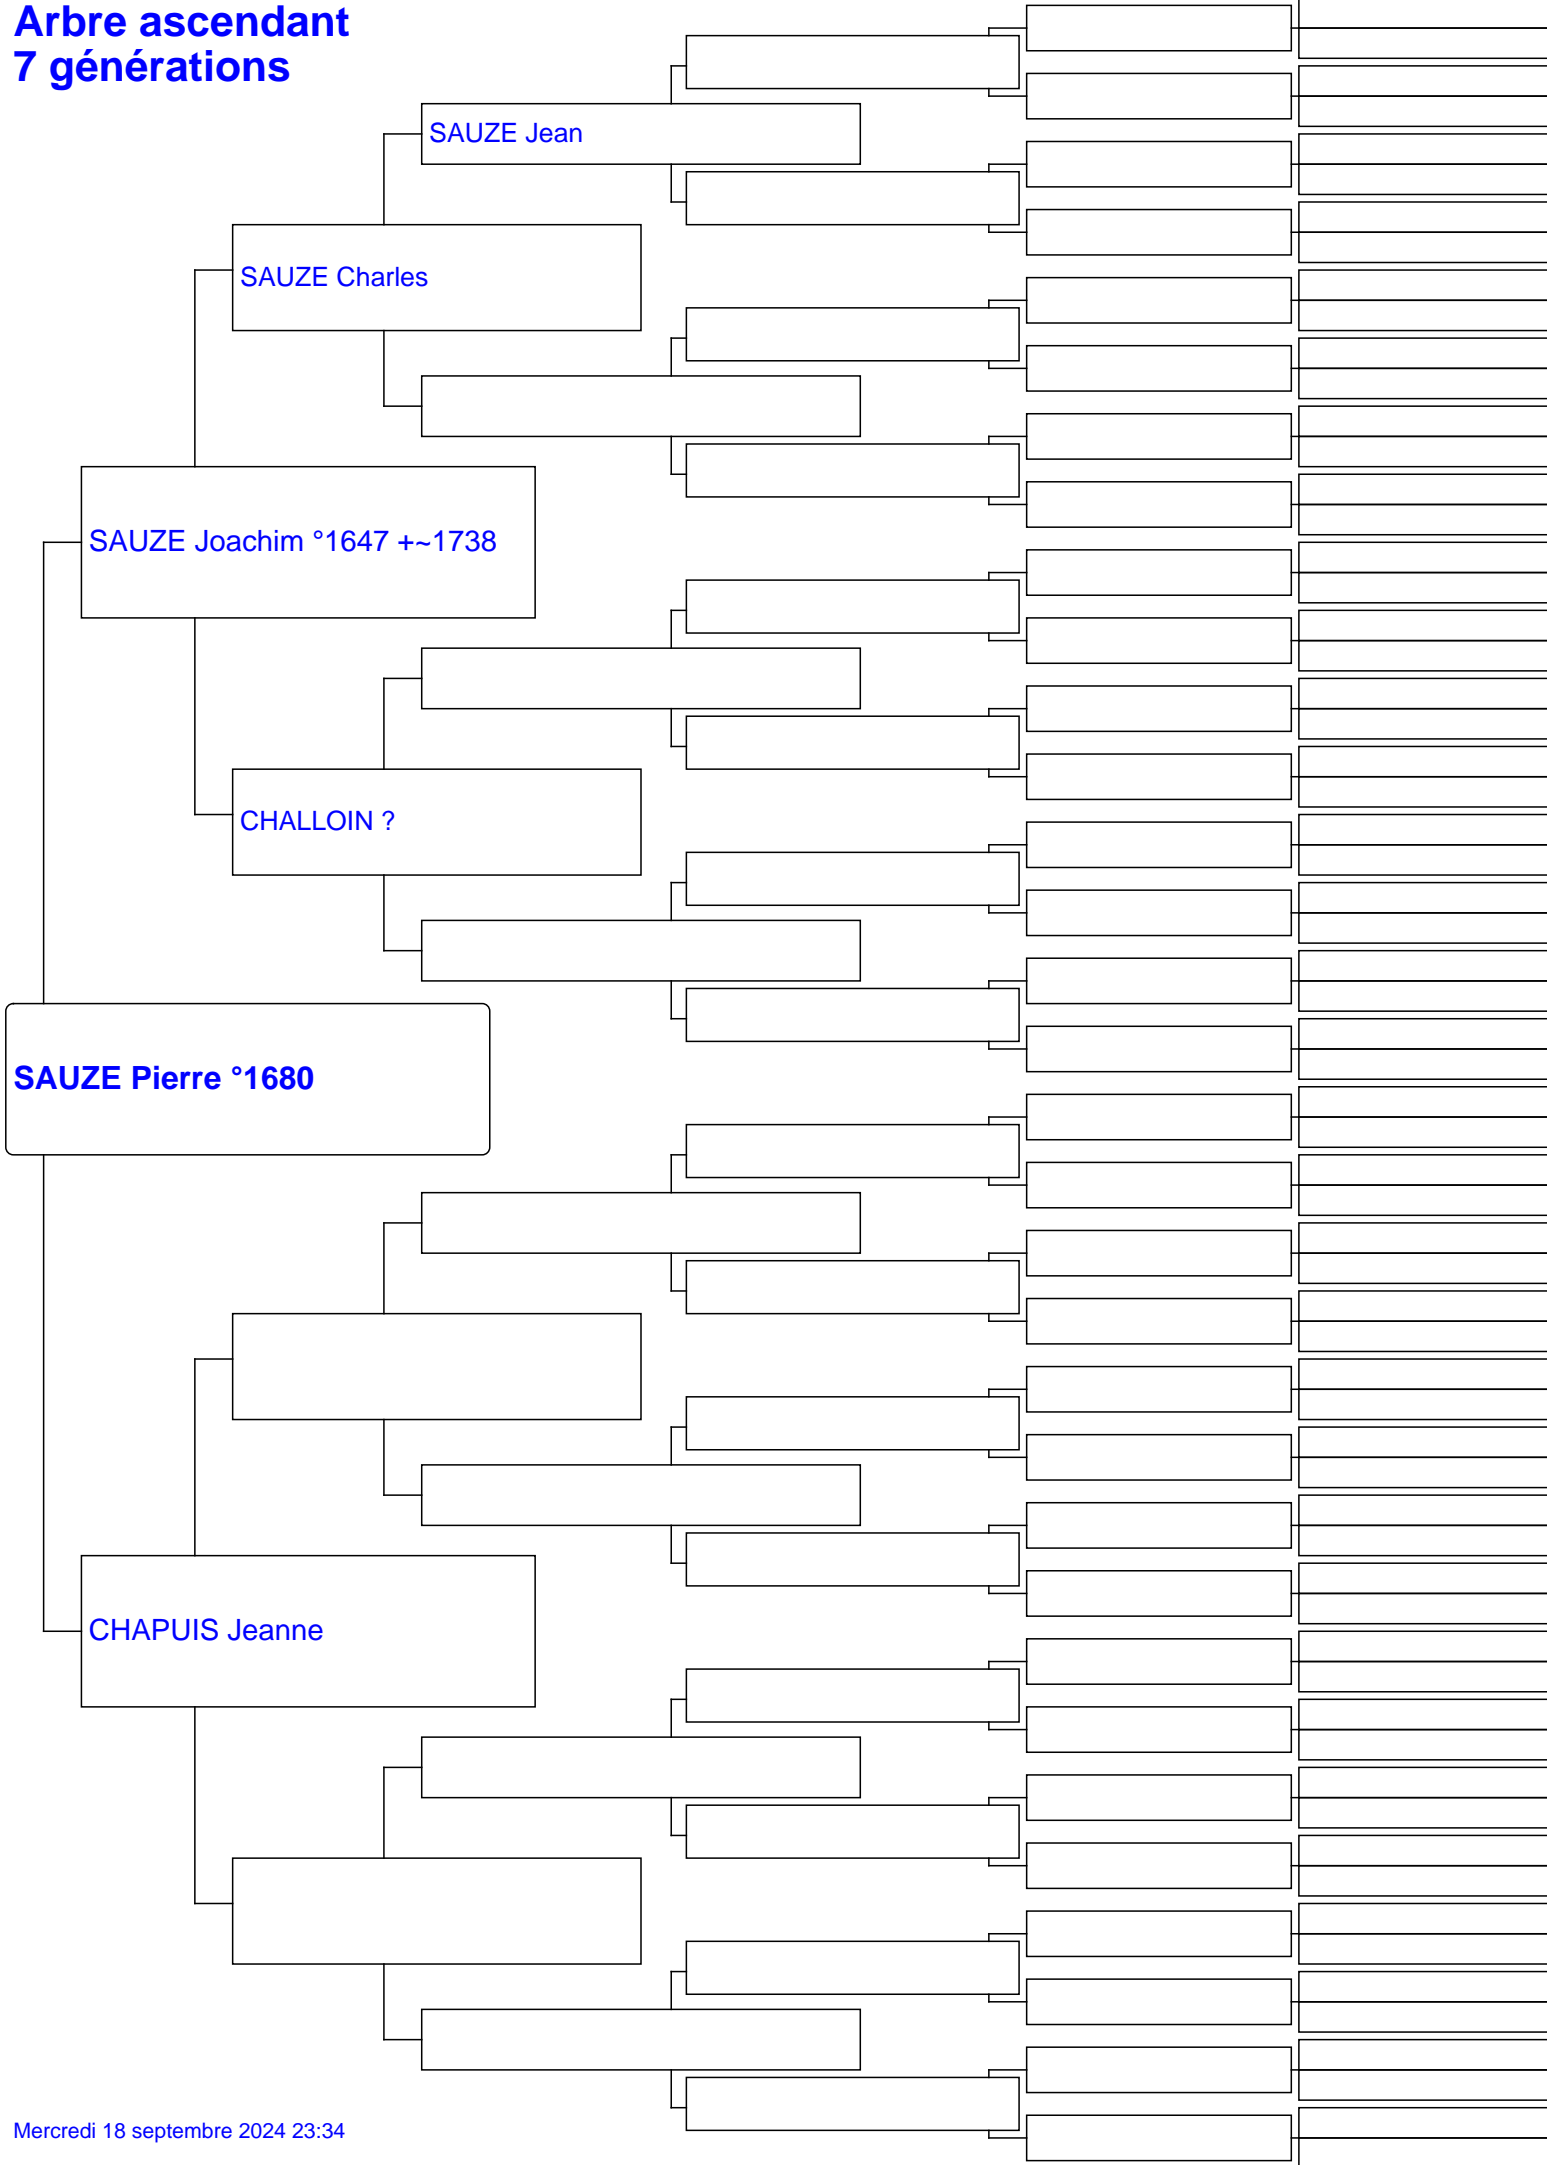 Arbre ascendant
7 générations
SAUZE Jean
SAUZE Charles
SAUZE Joachim °1647 +~1738
CHALLOIN ?
SAUZE Pierre °1680
CHAPUIS Jeanne
Mercredi 18 septembre 2024 23:34